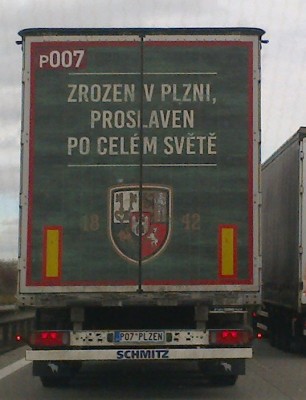 P007
ZROZEN V PLZNI,
PROSLAVEN
PO CELÉM SVĚTĚ
18 42
P07 PLZEN
SCHMITZ